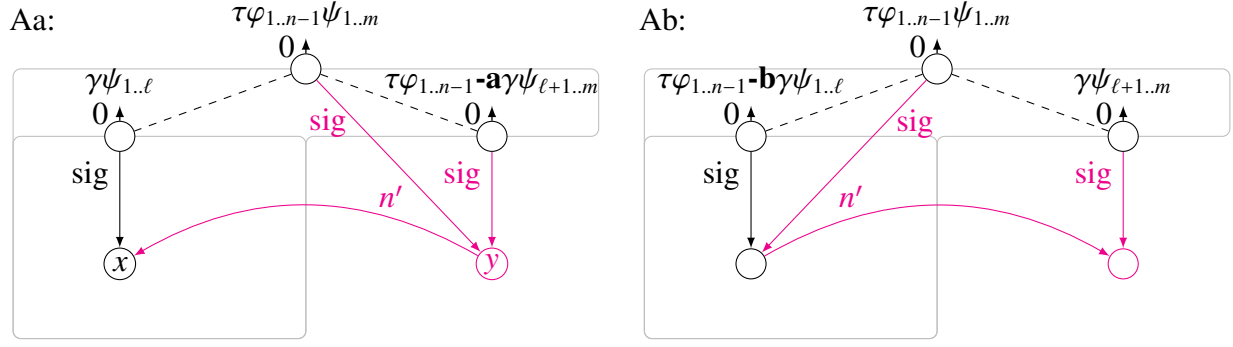 Aa:
τφ₁..ₙ₋₁ψ₁..ₘ
0
γψ₁..ℓ
0
τφ₁..ₙ₋₁-aγψℓ₊₁..ₘ
0
sig
sig
sig
n′
x
y
Ab:
τφ₁..ₙ₋₁ψ₁..ₘ
0
τφ₁..ₙ₋₁-bγψ₁..ℓ
0
γψℓ₊₁..ₘ
0
sig
sig
sig
n′